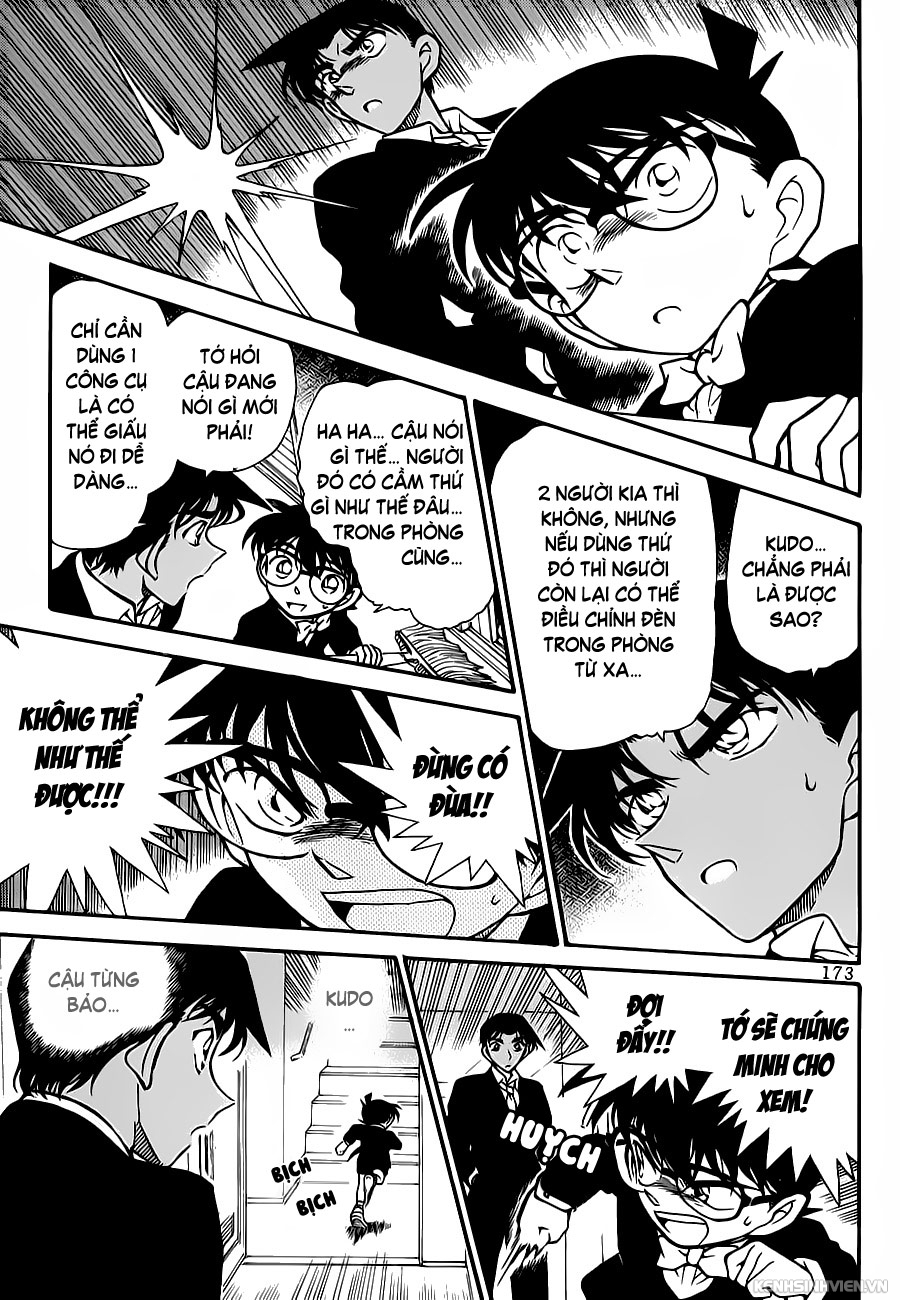 KUDO...
CHẲNG PHẢI
LÀ ĐƯỢC
SAO?
2 NGƯỜI KIA THÌ
KHÔNG, NHƯNG
NẾU DÙNG THỨ
ĐÓ THÌ NGƯỜI
CÒN LẠI CÓ THỂ
ĐIỀU CHỈNH ĐÈN
TRONG PHÒNG
TỪ XA...
HA HA... CẬU NÓI
GÌ THẾ... NGƯỜI
ĐÓ CÓ CẦM THỨ
GÌ NHƯ THẾ ĐÂU...
TRONG PHÒNG
CŨNG...
TỚ HỎI
CẬU ĐANG
NÓI GÌ MỚI
PHẢI!
CHỈ CẦN
DÙNG 1
CÔNG CỤ
LÀ CÓ
THỂ GIẤU
NÓ ĐI DỂ
DÀNG...
ĐỪNG CÓ
ĐÙA!!
KHÔNG THỂ
NHƯ THẾ
ĐƯỢC!!!
173
TÓ SẼ CHỨNG
MINH CHO
XEM!
ĐỢI
ĐẤY!!
HUỴCH
KUDO
...
BỊCH
BỊCH
CẬU TỪNG
BẢO...
KENHSINHVIEN.VN